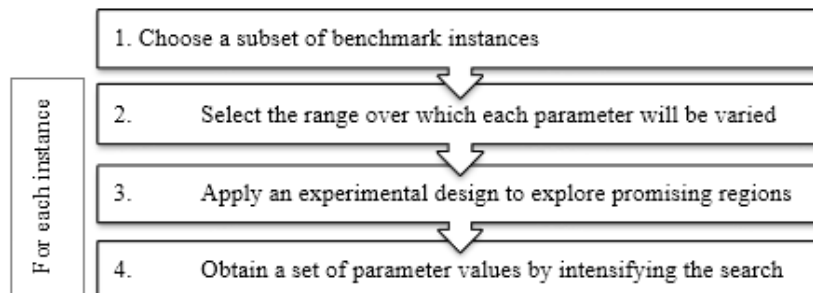 1. Choose a subset of benchmark instances
For each instance
2. Select the range over which each parameter will be varied
3. Apply an experimental design to explore promising regions
4. Obtain a set of parameter values by intensifying the search